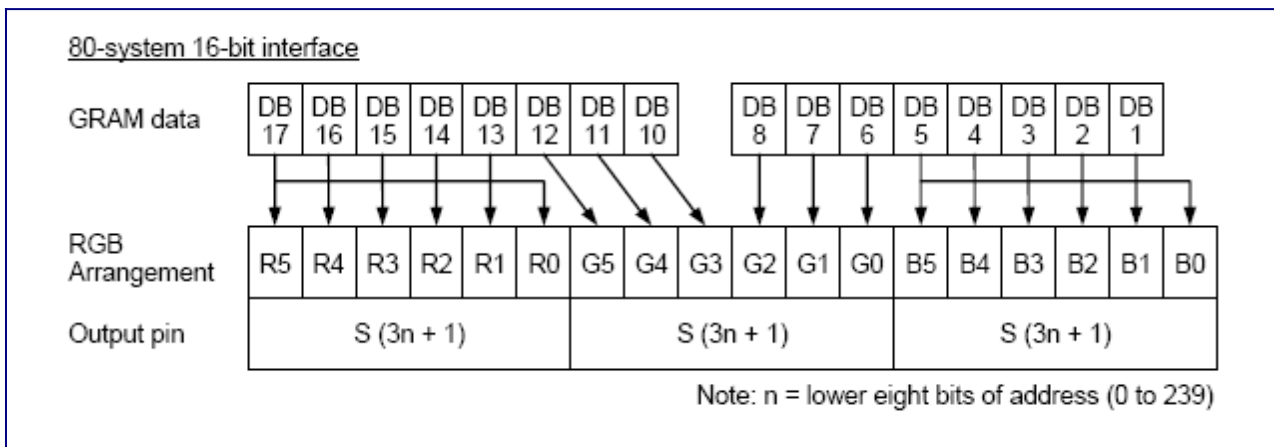 80-system 16-bit interface
GRAM data DB 17 DB 16 DB 15 DB 14 DB 13 DB 12 DB 11 DB 10 DB 8 DB 7 DB 6 DB 5 DB 4 DB 3 DB 2 DB 1
RGB Arrangement R5 R4 R3 R2 R1 R0 G5 G4 G3 G2 G1 G0 B5 B4 B3 B2 B1 B0
Output pin S (3n + 1) S (3n + 1) S (3n + 1)
Note: n = lower eight bits of address (0 to 239)